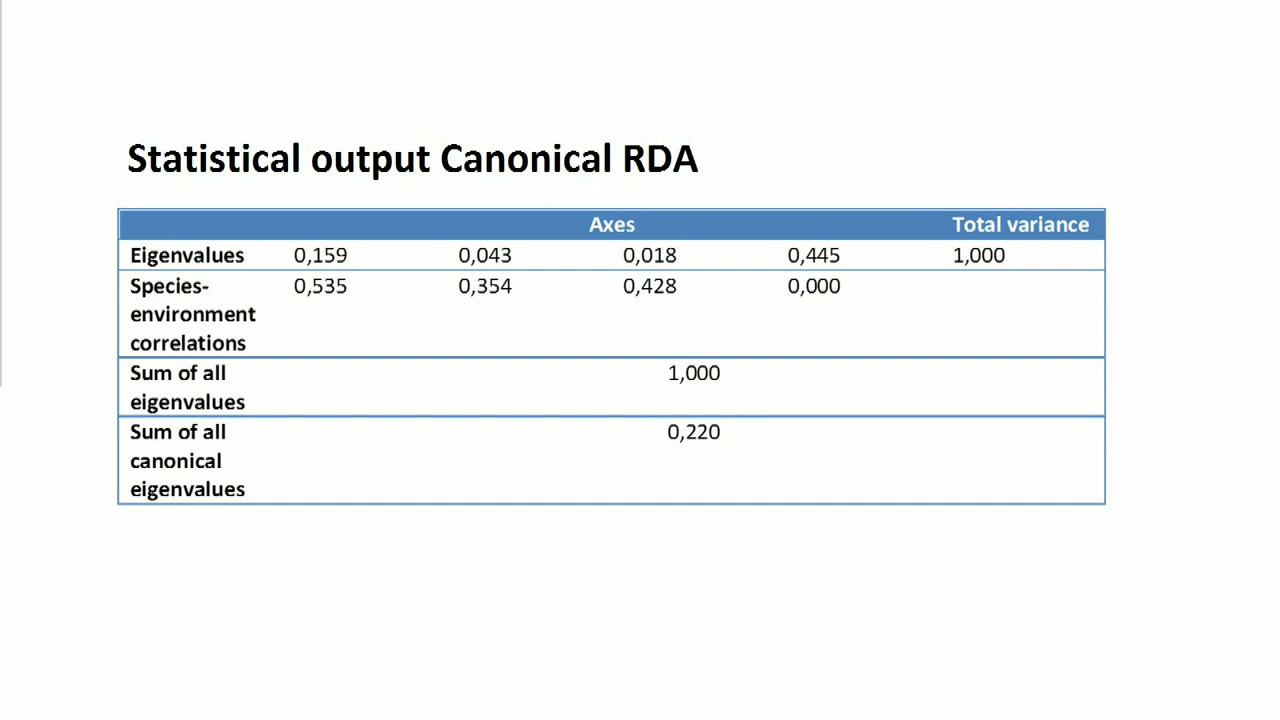 Statistical output Canonical RDA
Axes Total variance
Eigenvalues 0,159 0,043 0,018 0,445 1,000
Species- 0,535 0,354 0,428 0,000
environment
correlations
Sum of all 1,000
eigenvalues
Sum of all 0,220
canonical
eigenvalues